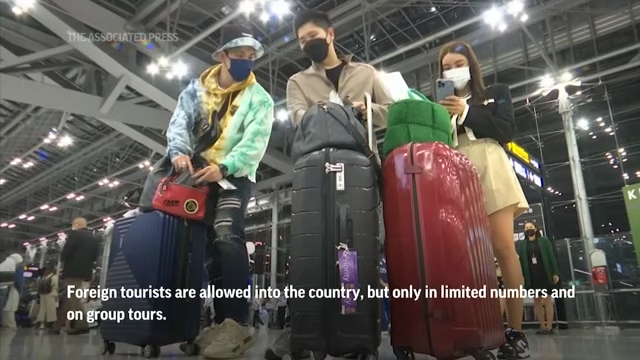 THE ASSOCIATED PRESS
Foreign tourists are allowed into the country, but only in limited numbers and
on group tours.
K